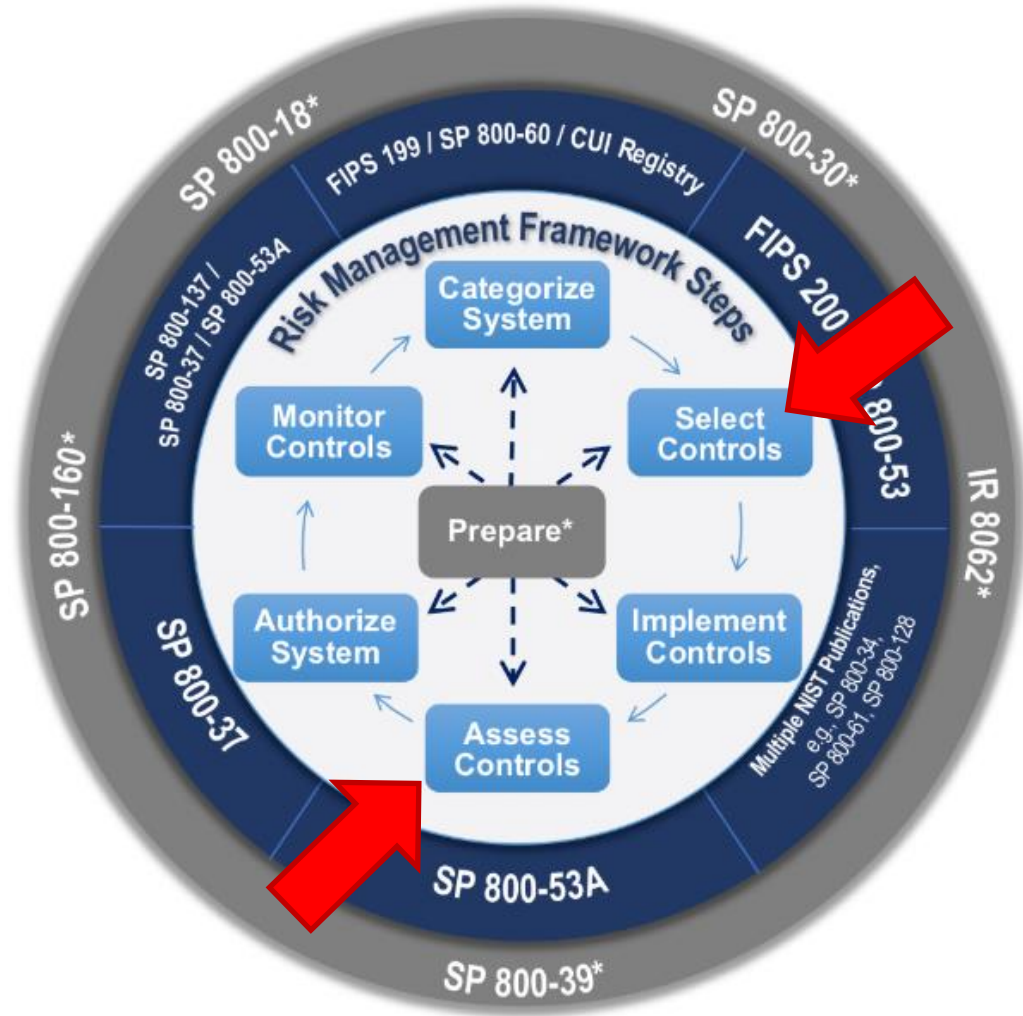 SP 800-18*
SP 800-30*
IR 8062*
SP 800-39*
SP 800-160*
FIPS 199 / SP 800-60 / CUI Registry
FIPS 200
800-53
Multiple NIST Publications,
e.g., SP 800-34,
SP 800-61, SP 800-128
SP 800-53A
SP 800-37
SP 800-137 /
SP 800-37 / SP 800-53A
Risk Management Framework Steps
Categorize
System
Select
Controls
Implement
Controls
Assess
Controls
Authorize
System
Monitor
Controls
Prepare*